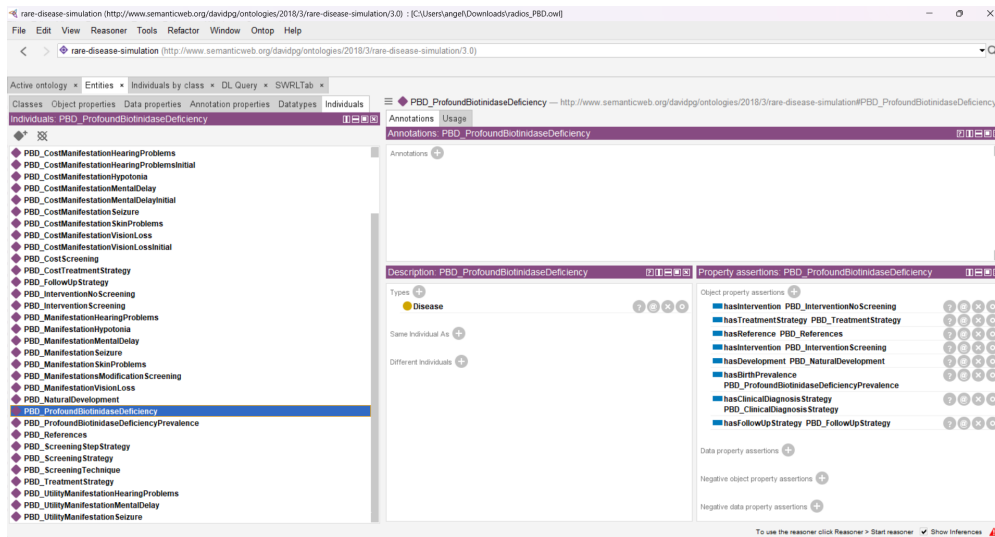 rare-disease-simulation (http://www.semanticweb.org/davidpg/ontologies/2018/3/rare-disease-simulation/3.0) : [C:\Users\angel\Downloads\radios_PBD.owl]
File Edit View Reasoner Tools Refactor Window Ontop Help
rare-disease-simulation (http://www.semanticweb.org/davidpg/ontologies/2018/3/rare-disease-simulation/3.0)
Active ontology × Entities × Individuals by class × DL Query × SWRLTab ×
Classes Object properties Data properties Annotation properties Datatypes Individuals
Individuals: PBD_ProfoundBiotinidaseDeficiency
PBD_CostManifestationHearingProblems
PBD_CostManifestationHearingProblemsInitial
PBD_CostManifestationHypotonia
PBD_CostManifestationMentalDelay
PBD_CostManifestationMentalDelayInitial
PBD_CostManifestationSeizure
PBD_CostManifestationSkinProblems
PBD_CostManifestationVisionLoss
PBD_CostManifestationVisionLossInitial
PBD_CostScreening
PBD_CostTreatmentStrategy
PBD_FollowUpStrategy
PBD_InterventionNoScreening
PBD_InterventionScreening
PBD_ManifestationHearingProblems
PBD_ManifestationHypotonia
PBD_ManifestationMentalDelay
PBD_ManifestationSeizure
PBD_ManifestationSkinProblems
PBD_ManifestationsModificationScreening
PBD_ManifestationVisionLoss
PBD_NaturalDevelopment
PBD_ProfoundBiotinidaseDeficiency
PBD_ProfoundBiotinidaseDeficiencyPrevalence
PBD_References
PBD_ScreeningStepStrategy
PBD_ScreeningStrategy
PBD_ScreeningTechnique
PBD_TreatmentStrategy
PBD_UtilityManifestationHearingProblems
PBD_UtilityManifestationMentalDelay
PBD_UtilityManifestationSeizure
PBD_ProfoundBiotinidaseDeficiency — http://www.semanticweb.org/davidpg/ontologies/2018/3/rare-disease-simulation#PBD_ProfoundBiotinidaseDeficiency
Annotations Usage
Annotations: PBD_ProfoundBiotinidaseDeficiency
Annotations
Description: PBD_ProfoundBiotinidaseDeficiency
Types
Disease
Same Individual As
Different Individuals
Property assertions: PBD_ProfoundBiotinidaseDeficiency
Object property assertions
hasIntervention PBD_InterventionNoScreening
hasTreatmentStrategy PBD_TreatmentStrategy
hasReference PBD_References
hasIntervention PBD_InterventionScreening
hasDevelopment PBD_NaturalDevelopment
hasBirthPrevalence
PBD_ProfoundBiotinidaseDeficiencyPrevalence
hasClinicalDiagnosisStrategy
PBD_ClinicalDiagnosisStrategy
hasFollowUpStrategy PBD_FollowUpStrategy
Data property assertions
Negative object property assertions
Negative data property assertions
To use the reasoner click Reasoner > Start reasoner Show Inferences